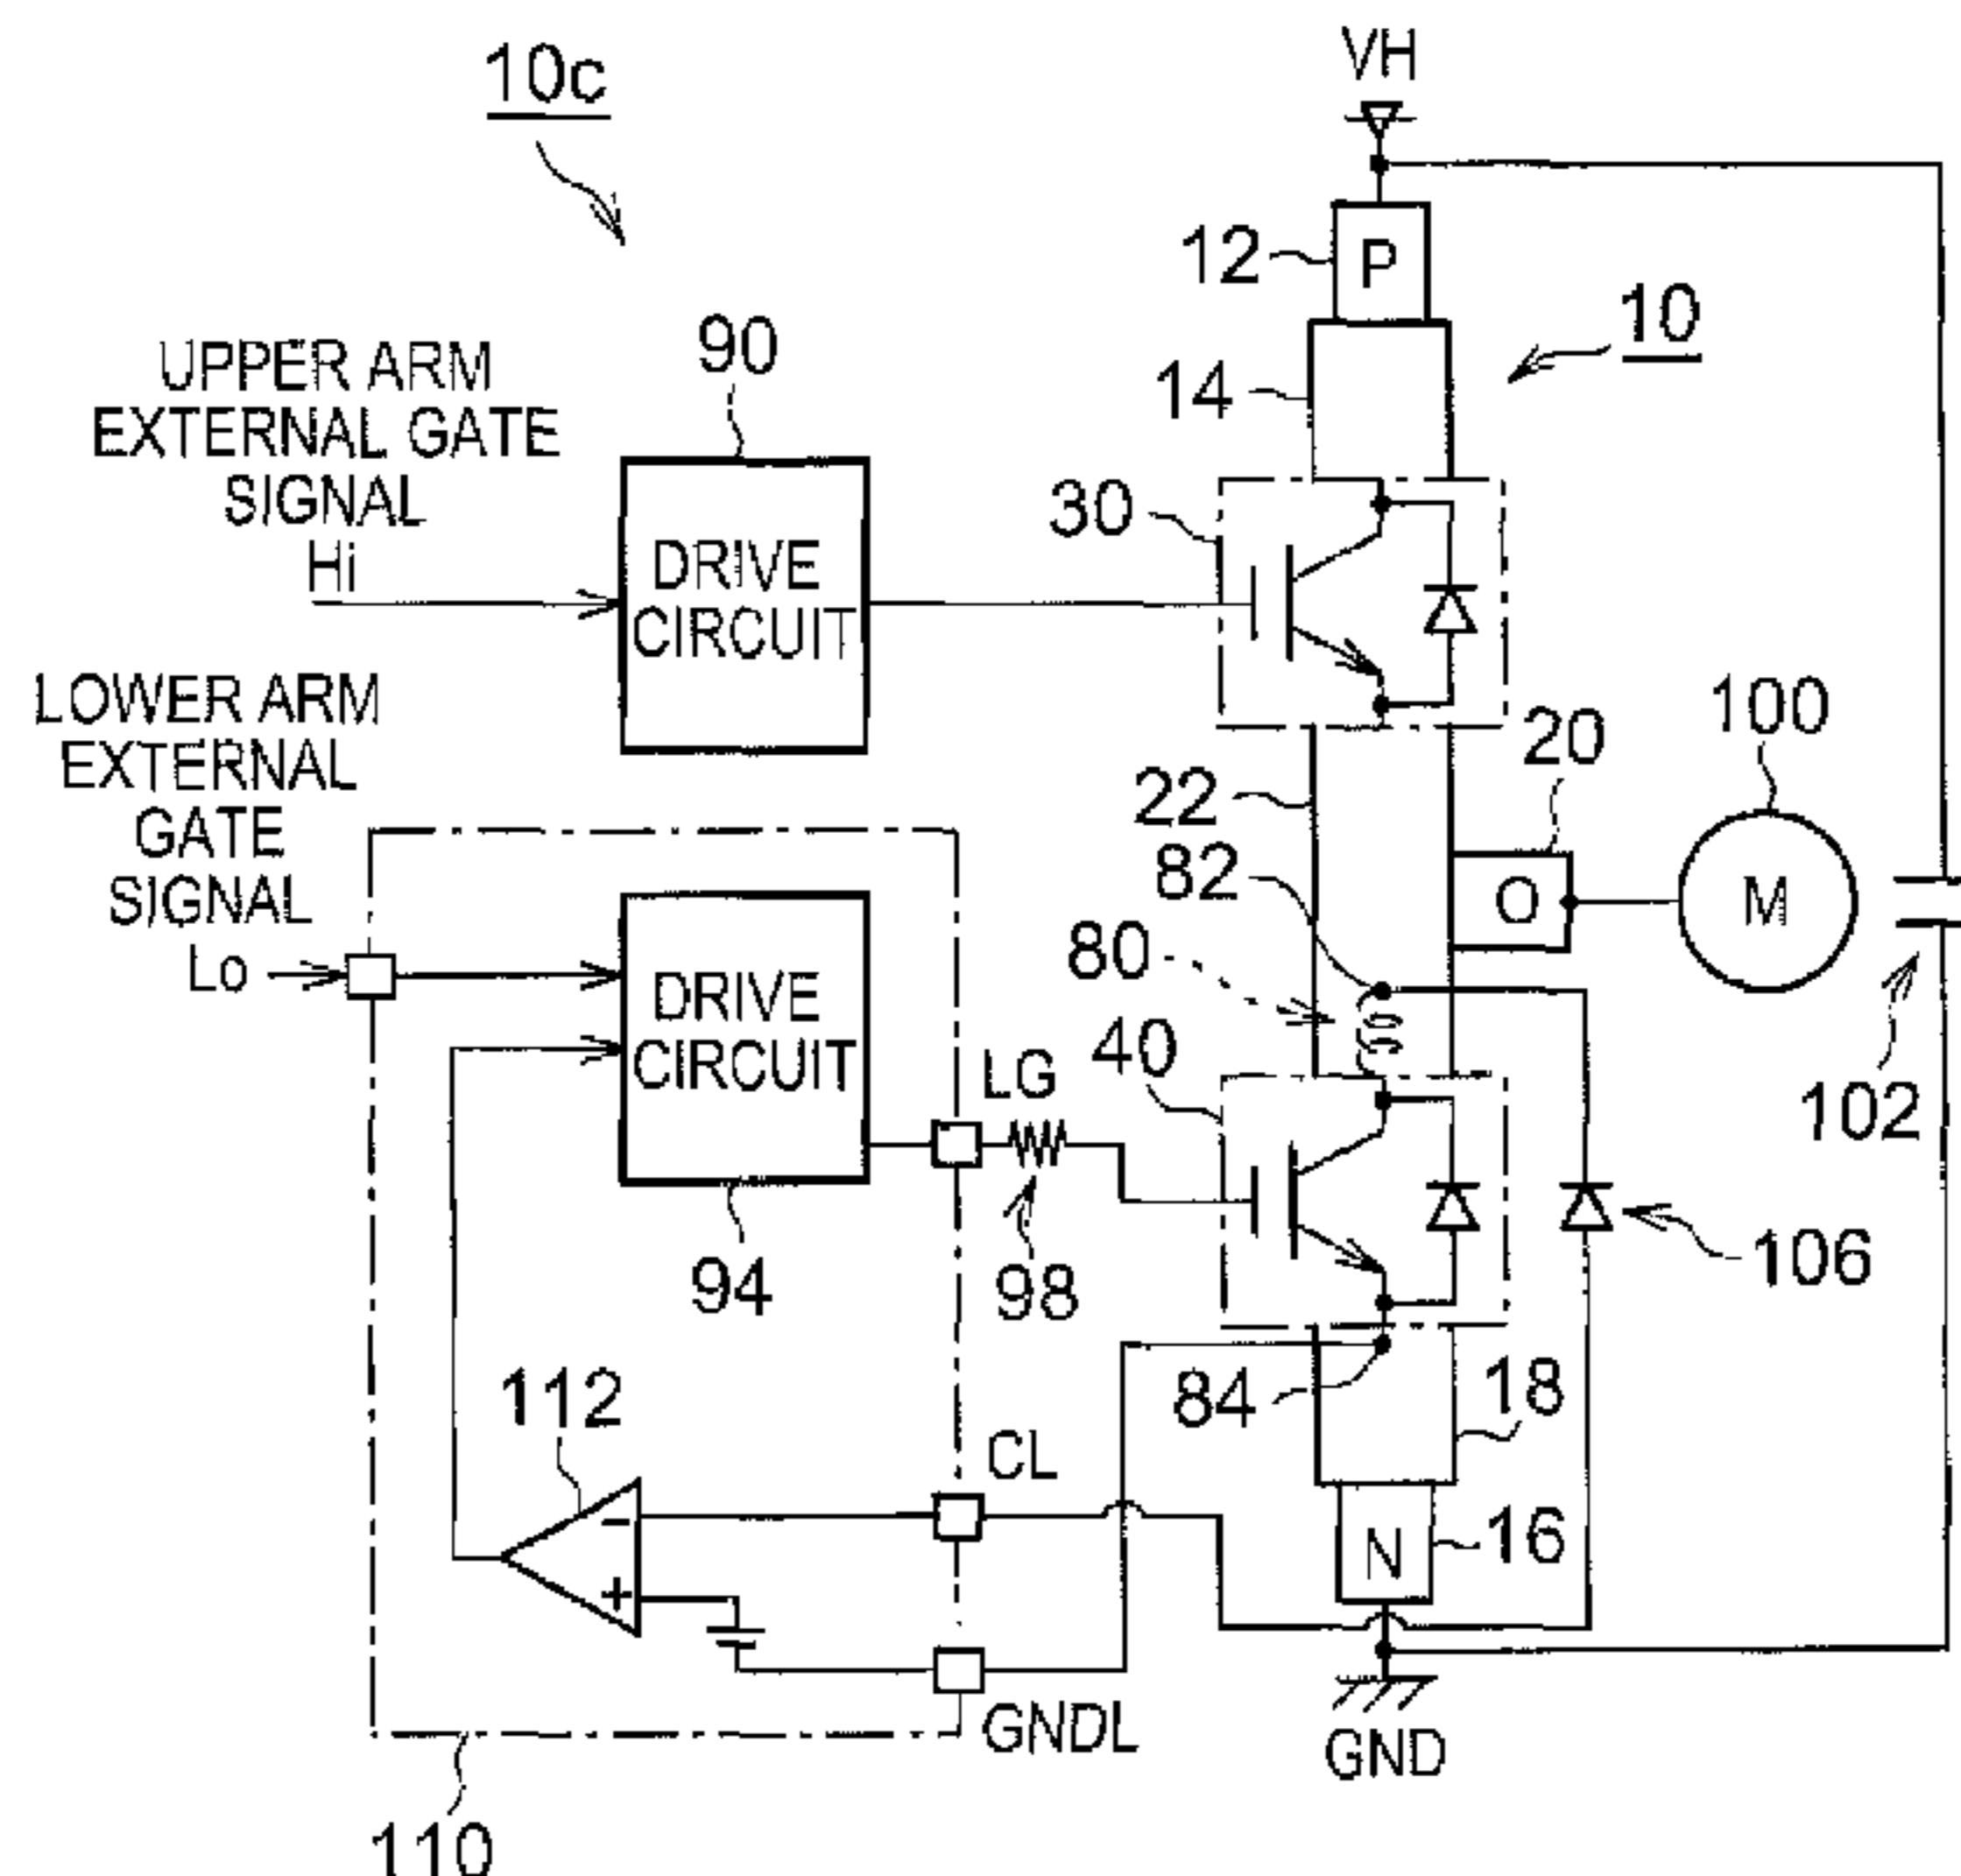 10c
VH
12
P
10
14
90
UPPER ARM
EXTERNAL GATE
SIGNAL
Hi
30
DRIVE
CIRCUIT
LOWER ARM
EXTERNAL
GATE
SIGNAL
Lo
100
20
22
82
O
M
80
DRIVE
CIRCUIT
40
LG
102
106
98
94
18
84
112
CL
-
+
16
N
GNDL
GND
110